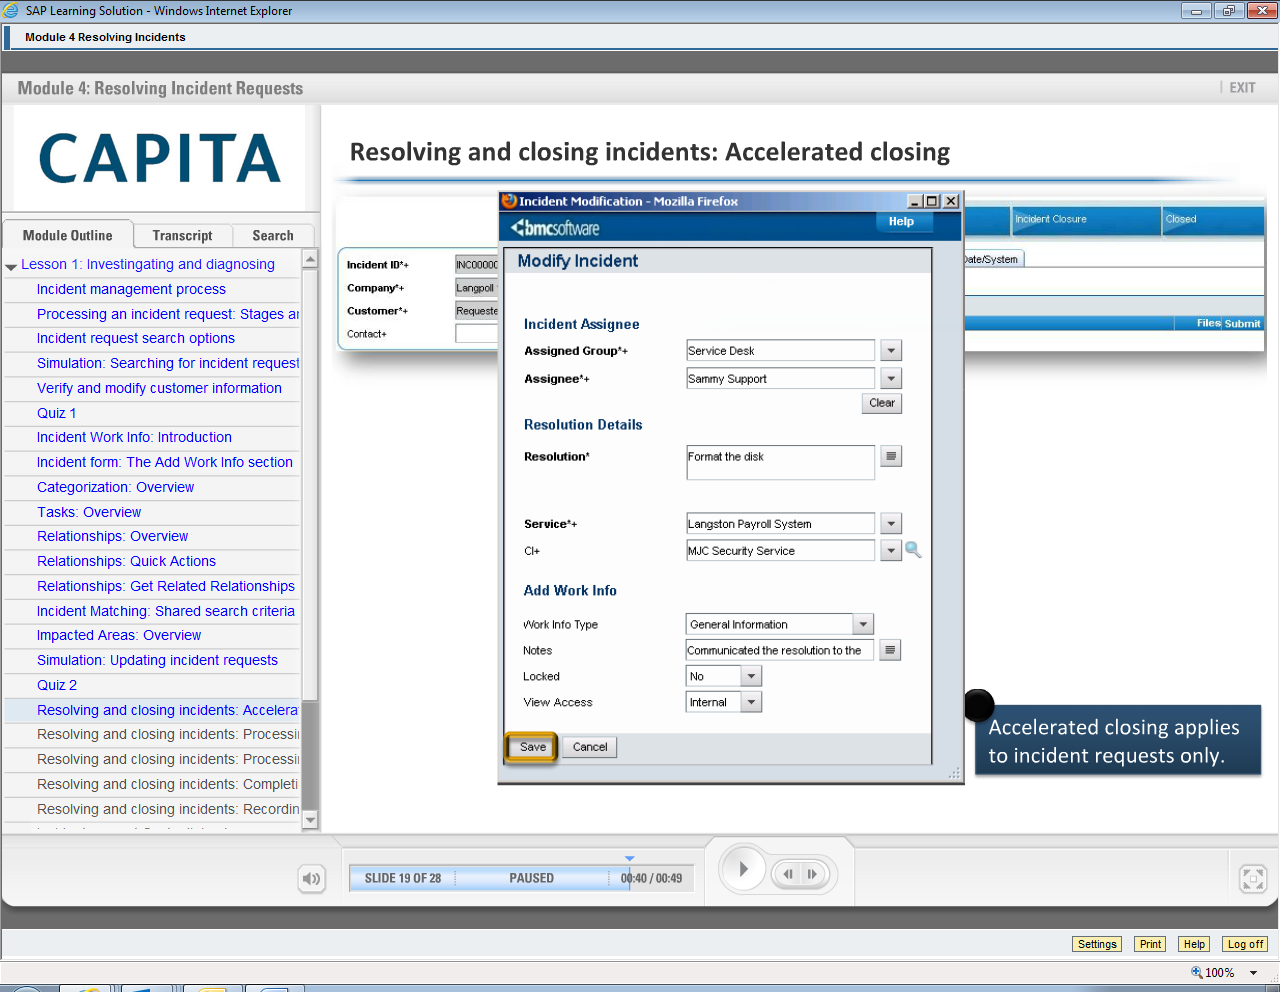 SAP Learning Solution - Windows Internet Explorer
Module 4 Resolving Incidents
Module 4: Resolving Incident Requests
EXIT
CAPITA
Module Outline
Transcript
Search
Lesson 1: Investingating and diagnosing
Incident management process
Processing an incident request: Stages ar
Incident request search options
Simulation: Searching for incident request
Verify and modify customer information
Quiz 1
Incident Work Info: Introduction
Incident form: The Add Work Info section
Categorization: Overview
Tasks: Overview
Relationships: Overview
Relationships: Quick Actions
Relationships: Get Related Relationships
Incident Matching: Shared search criteria
Impacted Areas: Overview
Simulation: Updating incident requests
Quiz 2
Resolving and closing incidents: Accelera
Resolving and closing incidents: Processi
Resolving and closing incidents: Processi
Resolving and closing incidents: Completi
Resolving and closing incidents: Recordin
Resolving and closing incidents: Accelerated closing
Incident Closure
Closed
Date/System
Files
Submit
Incident ID*+
INC00000
Company*+
Langpoll
Customer*+
Requeste
Contact+
Incident Modification - Mozilla Firefox
bmcsoftware
Help
Modify Incident
Incident Assignee
Assigned Group*+
Service Desk
Assignee*+
Sammy Support
Clear
Resolution Details
Resolution*
Format the disk
Service*+
Langston Payroll System
CI+
MJC Security Service
Add Work Info
Work Info Type
General Information
Notes
Communicated the resolution to the
Locked
No
View Access
Internal
Save
Cancel
Accelerated closing applies
to incident requests only.
SLIDE 19 OF 28
PAUSED
00:40 / 00:49
Settings
Print
Help
Log off
100%